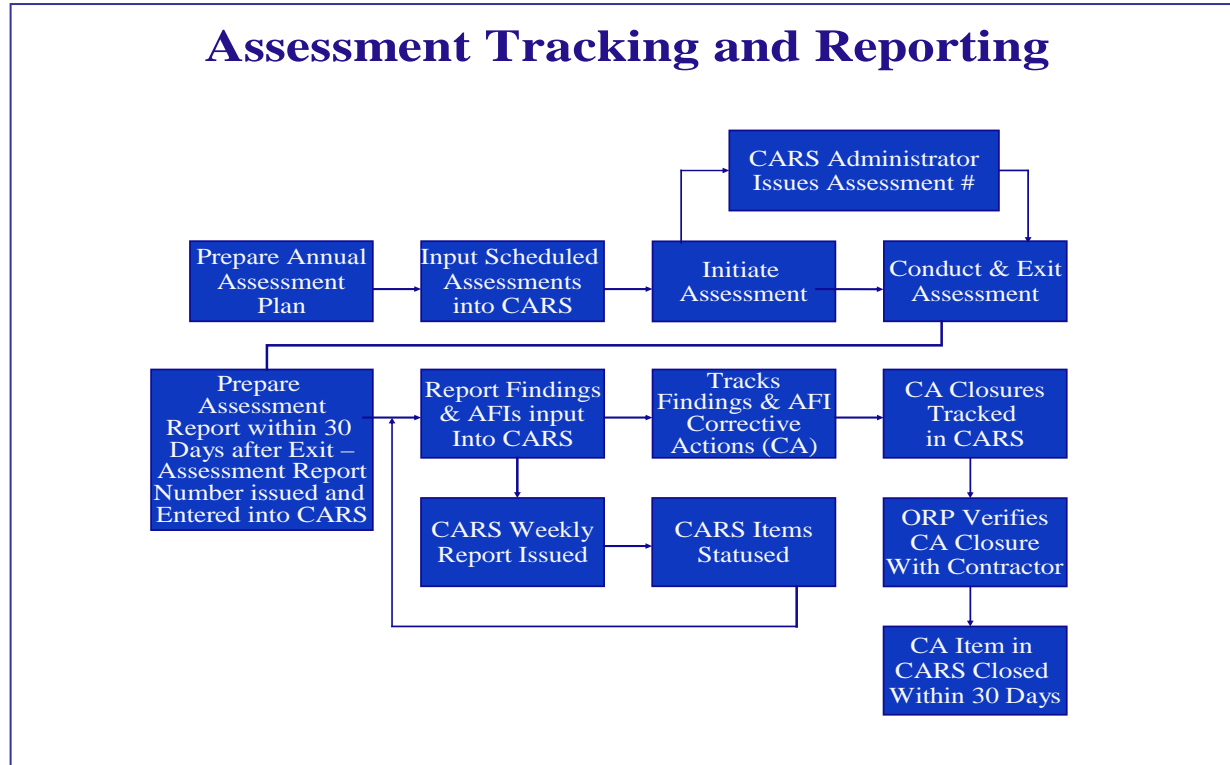 Assessment Tracking and Reporting
CARS Administrator
Issues Assessment #
Prepare Annual
Assessment
Plan
Input Scheduled
Assessments
into CARS
Initiate
Assessment
Conduct & Exit
Assessment
Prepare
Assessment
Report within 30
Days after Exit –
Assessment Report
Number issued and
Entered into CARS
Report Findings
& AFIs input
Into CARS
Tracks
Findings & AFI
Corrective
Actions (CA)
CA Closures
Tracked
in CARS
CARS Weekly
Report Issued
CARS Items
Statused
ORP Verifies
CA Closure
With Contractor
CA Item in
CARS Closed
Within 30 Days